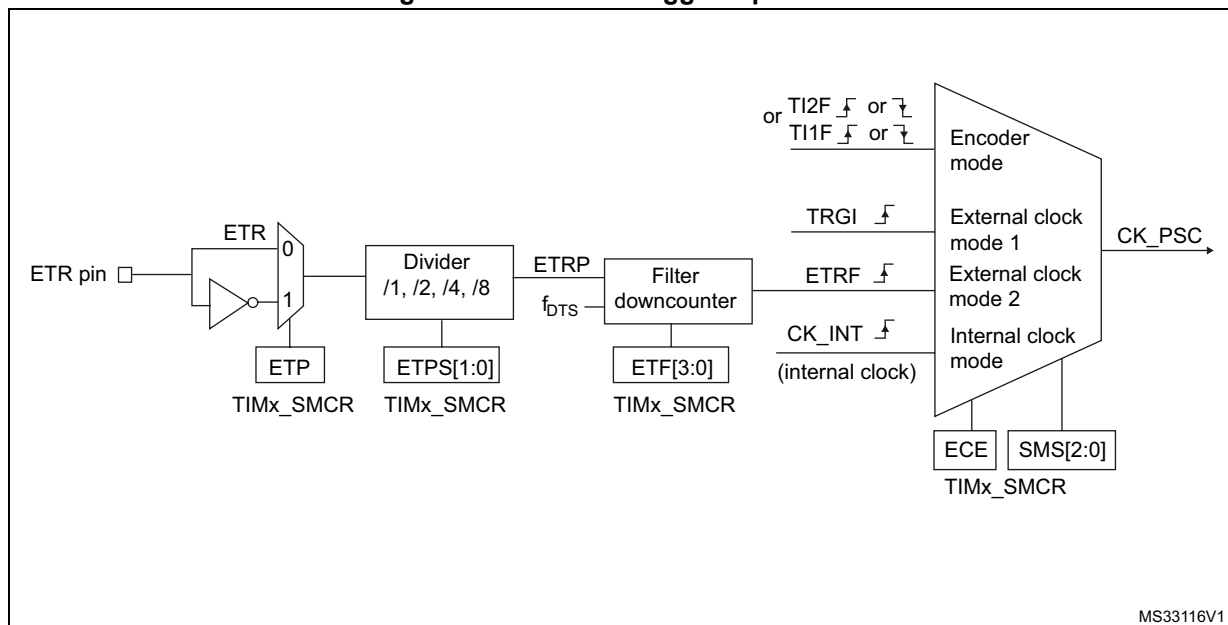 or TI2F or
TI1F or
Encoder
mode
TRGI
External clock
mode 1
CK_PSC
ETR
0
ETR pin
1
Divider
/1, /2, /4, /8
ETRP
fDTS
Filter
downcounter
ETRF
External clock
mode 2
CK_INT
(internal clock)
Internal clock
mode
ETP
TIMx_SMCR
ETPS[1:0]
TIMx_SMCR
ETF[3:0]
TIMx_SMCR
ECE
SMS[2:0]
TIMx_SMCR
MS33116V1